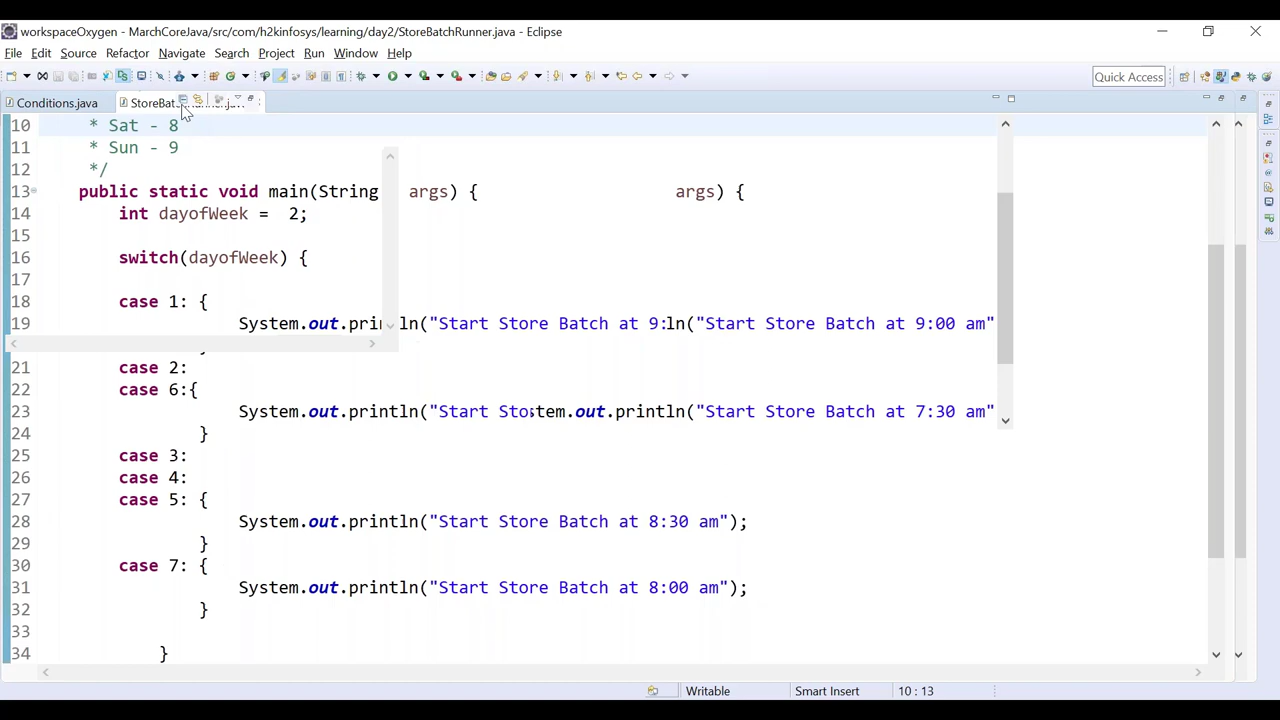 workspaceOxygen - MarchCoreJava/src/com/h2kinfosys/learning/day2/StoreBatchRunner.java - Eclipse
File Edit Source Refactor Navigate Search Project Run Window Help
Quick Access
Conditions.java StoreBat
10 * Sat - 8
11 * Sun - 9
12 */
13 public static void main(String args) { args) {
14 int dayofWeek = 2;
15
16 switch(dayofWeek) {
17
18 case 1: {
19 System.out.println("Start Store Batch at 9:ln("Start Store Batch at 9:00 am"
21 case 2:
22 case 6:{
23 System.out.println("Start Stostem.out.println("Start Store Batch at 7:30 am"
24 }
25 case 3:
26 case 4:
27 case 5: {
28 System.out.println("Start Store Batch at 8:30 am");
29 }
30 case 7: {
31 System.out.println("Start Store Batch at 8:00 am");
32 }
33
34 }
Writable Smart Insert 10 : 13